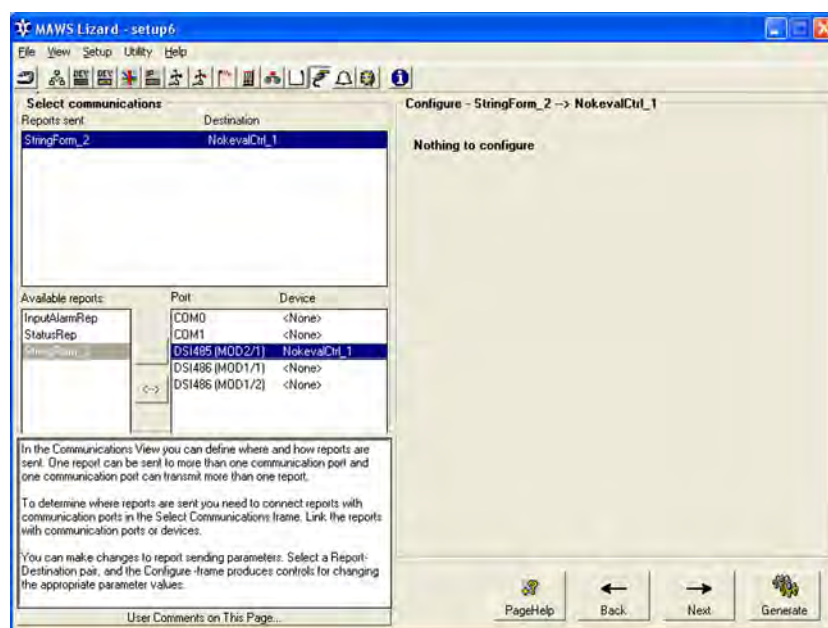 MAWS Lizard - setup6
File View Setup Utility Help
Select communications
Reports sent Destination
StringForm_2 NokevalCtrl_1
Available reports Port Device
InputAlarmRep COM0 <None>
StatusRep COM1 <None>
StringForm_2 DSI485 (MOD2/1) NokevalCtrl_1
DSI486 (MOD1/1) <None>
<--> DSI486 (MOD1/2) <None>
In the Communications View you can define where and how reports are
sent. One report can be sent to more than one communication port and
one communication port can transmit more than one report.
To determine where reports are sent you need to connect reports with
communication ports in the Select Communications frame. Link the reports
with communication ports or devices.
You can make changes to report sending parameters. Select a Report-
Destination pair, and the Configure -frame produces controls for changing
the appropriate parameter values.
User Comments on This Page...
Configure - StringForm_2 --> NokevalCtrl_1
Nothing to configure
PageHelp Back Next Generate